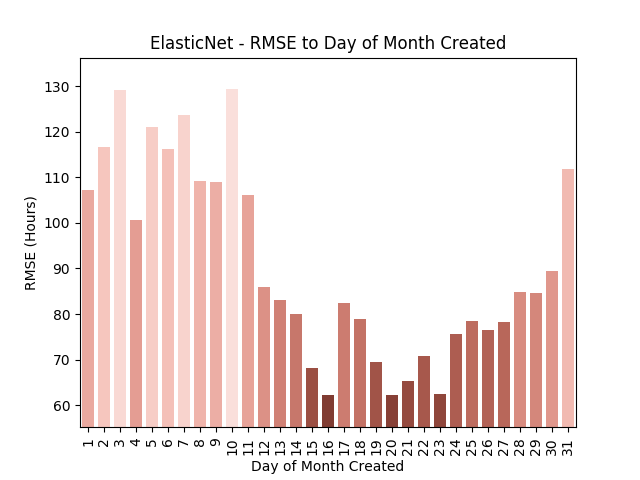 ElasticNet - RMSE to Day of Month Created
130
120
110
100
90
80
70
60
RMSE (Hours)
1 2 3 4 5 6 7 8 9 10 11 12 13 14 15 16 17 18 19 20 21 22 23 24 25 26 27 28 29 30 31
Day of Month Created